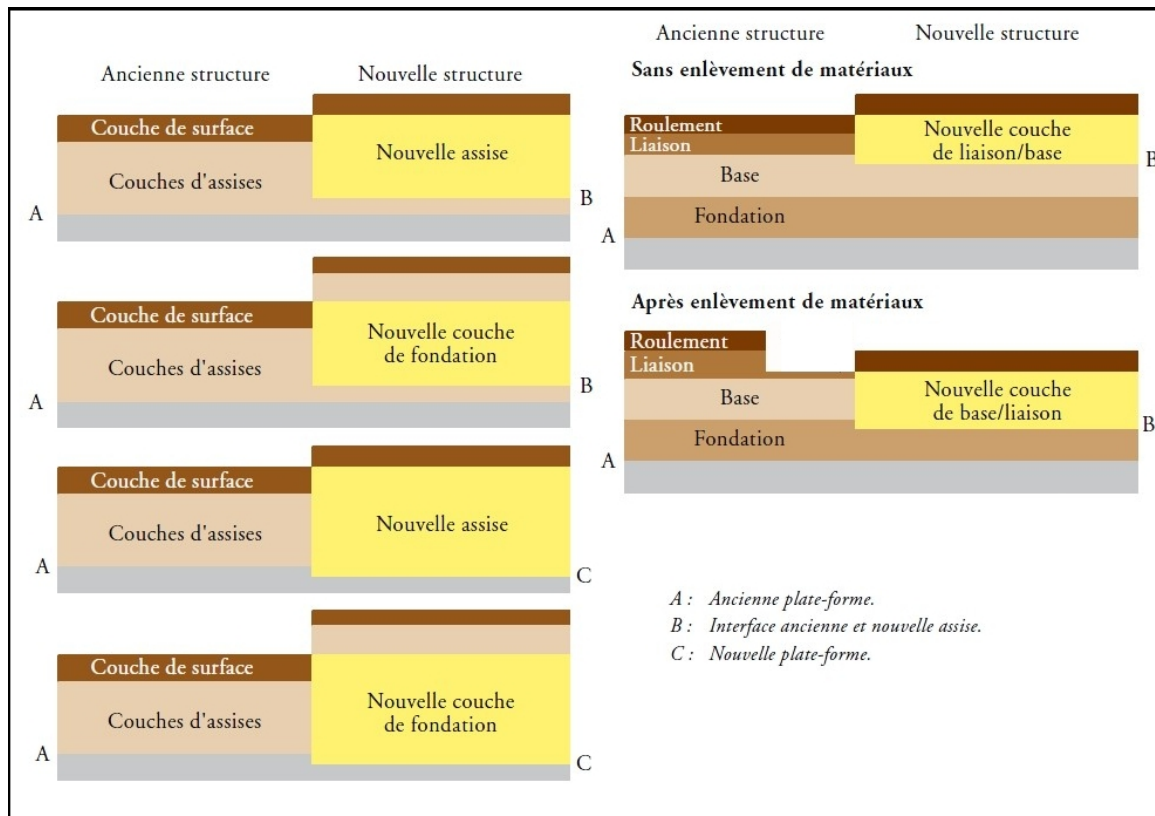 Ancienne structure
Nouvelle structure
Couche de surface
Nouvelle assise
Couches d'assises
A
B
Couche de surface
Nouvelle couche
de fondation
Couches d'assises
A
B
Couche de surface
Nouvelle assise
Couches d'assises
A
C
Couche de surface
Nouvelle couche
de fondation
Couches d'assises
A
C
Ancienne structure
Nouvelle structure
Sans enlèvement de matériaux
Roulement
Liaison
Nouvelle couche
de liaison/base
B
Base
Fondation
A
Après enlèvement de matériaux
Roulement
Liaison
Nouvelle couche
de base/liaison
Base
B
Fondation
A
A : Ancienne plate-forme.
B : Interface ancienne et nouvelle assise.
C : Nouvelle plate-forme.